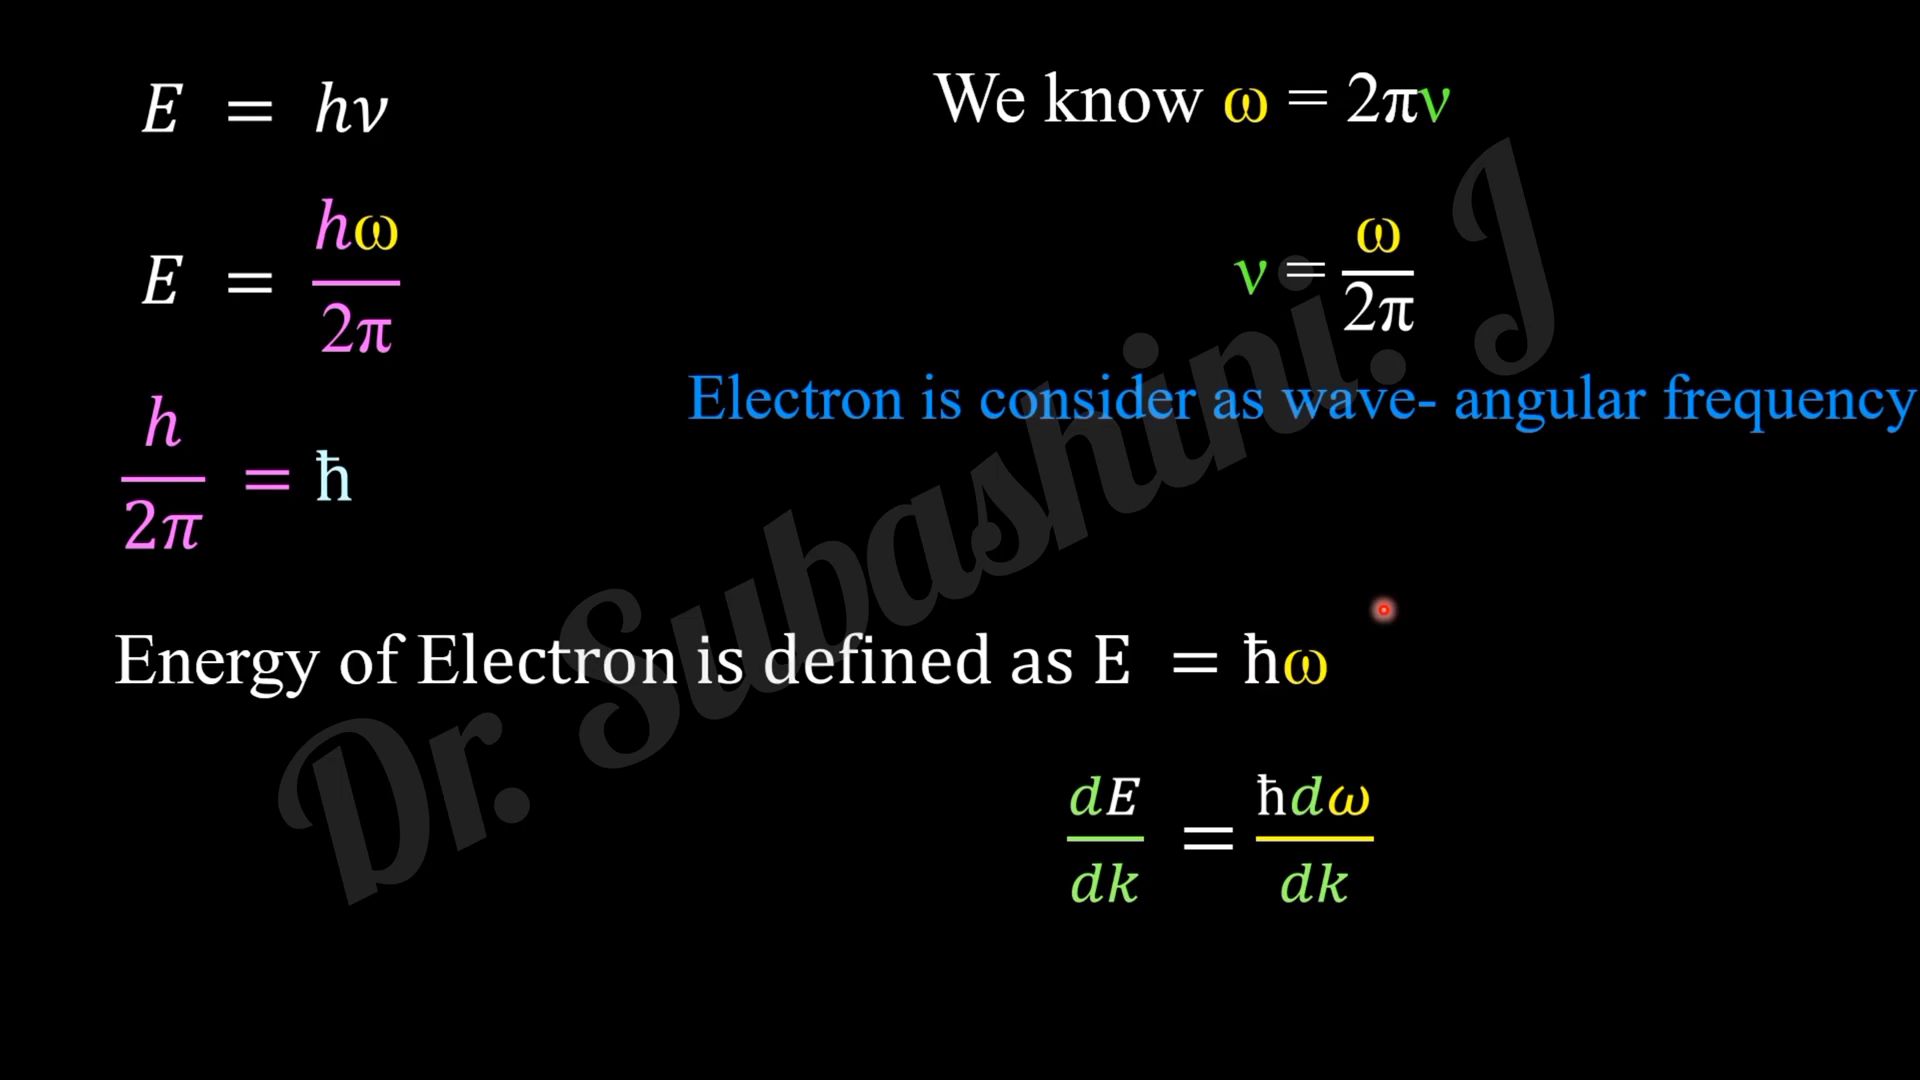 E = hν
We know ω = 2πν
E = hω/2π
ν = ω/2π
Electron is consider as wave- angular frequency
h/2π = ħ
Energy of Electron is defined as E = ħω
dE/dk = ħdω/dk
Dr. Subashini. J